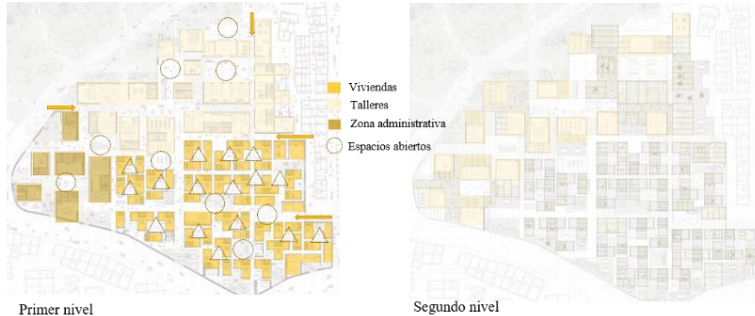 Viviendas
Talleres
Zona administrativa
Espacios abiertos
Primer nivel
Segundo nivel